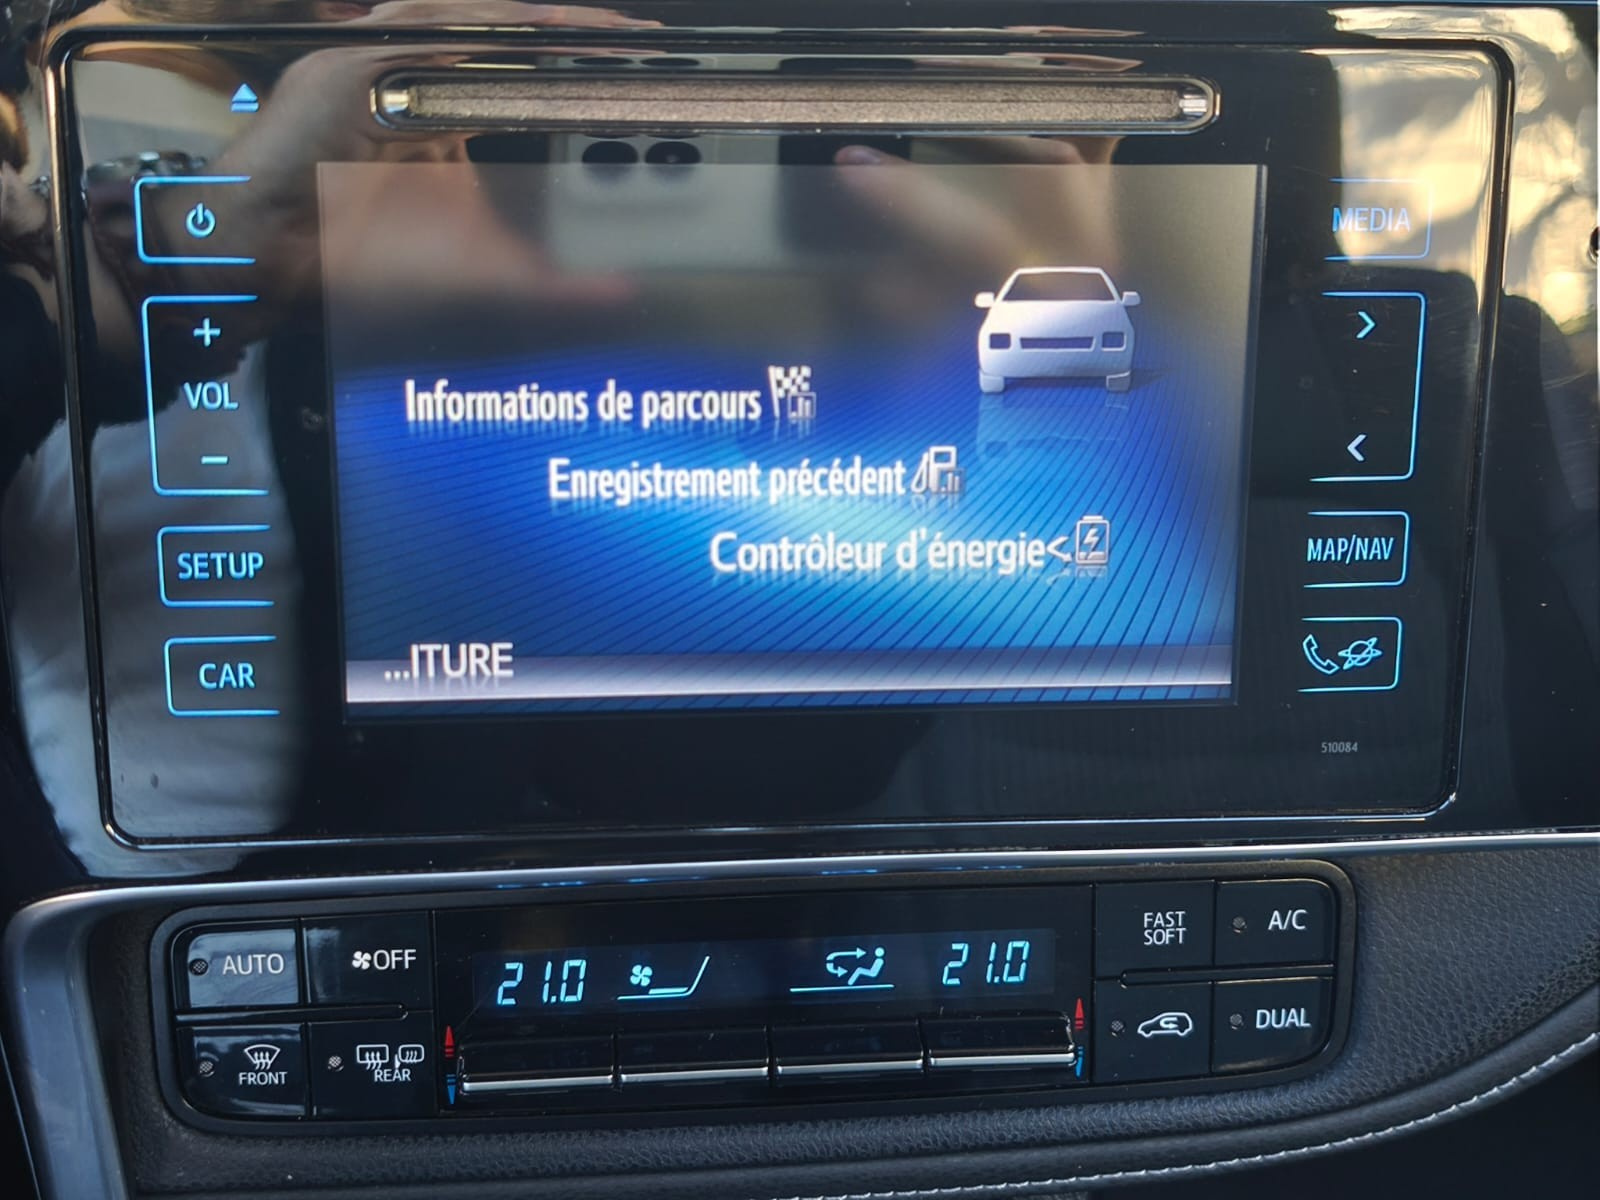 MEDIA
+
VOL
−
SETUP
CAR
Informations de parcours
Enregistrement précédent
Contrôleur d'énergie
...ITURE
>
<
MAP/NAV
510084
AUTO
OFF
21.0
21.0
FAST
SOFT
A/C
FRONT
REAR
DUAL